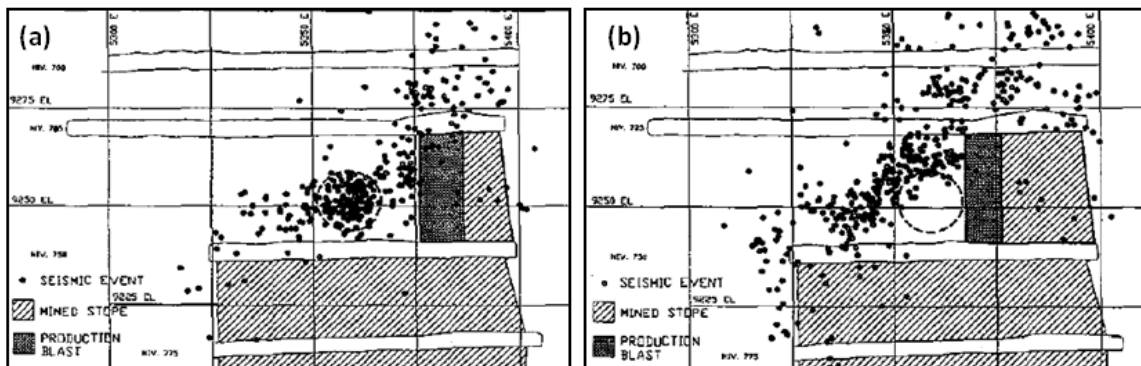 (a)
5300 E
5350 E
5400 E
NIV. 700
9275 EL
9250 EL
NIV. 750
9225 EL
SEISMIC EVENT
MINED STOPE
PRODUCTION
BLAST
NIV. 775
(b)
5300 E
5350
5400 E
NIV. 700
9275 EL
NIV. 725
9250 EL
NIV. 750
9225 EL
SEISMIC EVENT
MINED STOPE
PRODUCTION
BLAST
NIV. 775